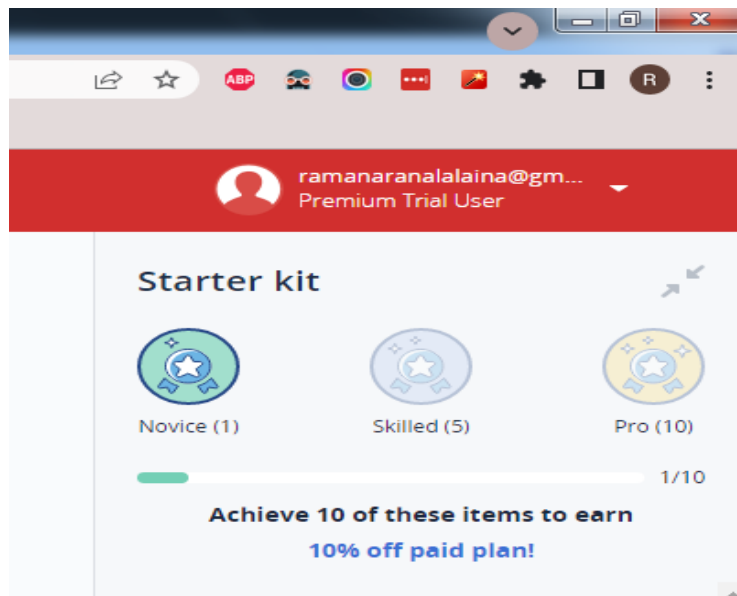 ABP
R
ramanaranalalaina@gm...
Premium Trial User
Starter kit
Novice (1)
Skilled (5)
Pro (10)
1/10
Achieve 10 of these items to earn
10% off paid plan!